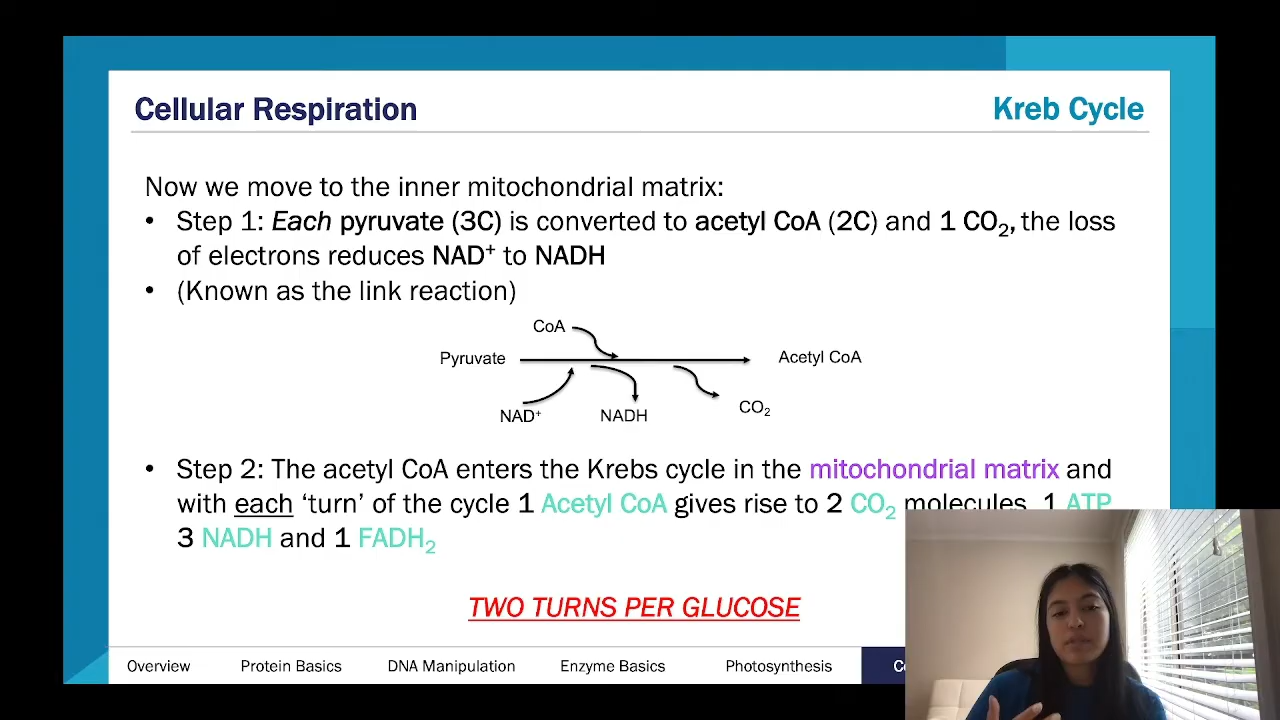 Cellular Respiration
Kreb Cycle
Now we move to the inner mitochondrial matrix:
• Step 1: Each pyruvate (3C) is converted to acetyl CoA (2C) and 1 CO₂, the loss
of electrons reduces NAD⁺ to NADH
• (Known as the link reaction)
CoA
Pyruvate
Acetyl CoA
NAD⁺
NADH
CO₂
• Step 2: The acetyl CoA enters the Krebs cycle in the mitochondrial matrix and
with each ‘turn’ of the cycle 1 Acetyl CoA gives rise to 2 CO₂ molecules, 1 ATP
3 NADH and 1 FADH₂
TWO TURNS PER GLUCOSE
Overview
Protein Basics
DNA Manipulation
Enzyme Basics
Photosynthesis